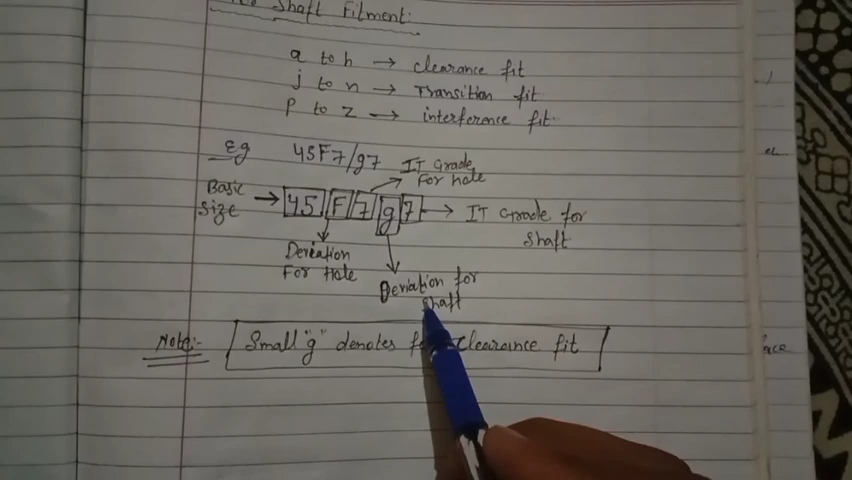 Shaft Fitment:
a to h → clearance fit
j to n → Transition fit
P to z → interference fit.
Eg 45F7/g7 IT Grade
For hole
Basic
Size → 45 F 7 g 7 → IT Grade for
Shaft
Deviation
For Hole
Deviation for
shaft
Note:- Small "g" denotes clearance fit